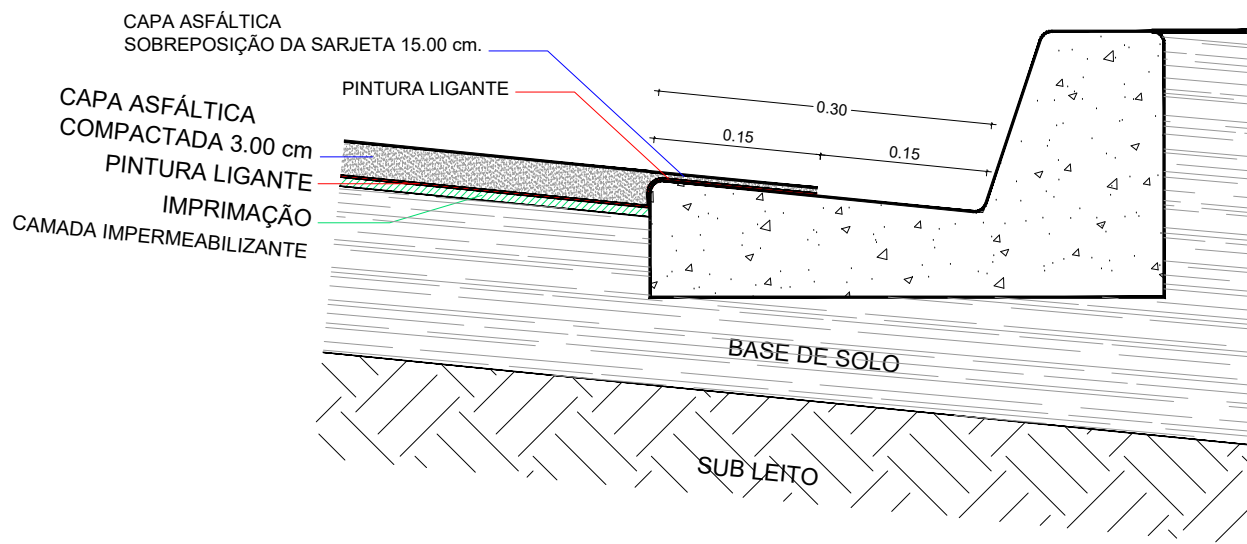 CAPA ASFÁLTICA
SOBREPOSIÇÃO DA SARJETA 15.00 cm.
PINTURA LIGANTE
CAPA ASFÁLTICA
COMPACTADA 3.00 cm
PINTURA LIGANTE
IMPRIMAÇÃO
CAMADA IMPERMEABILIZANTE
0.30
0.15
0.15
BASE DE SOLO
SUB LEITO